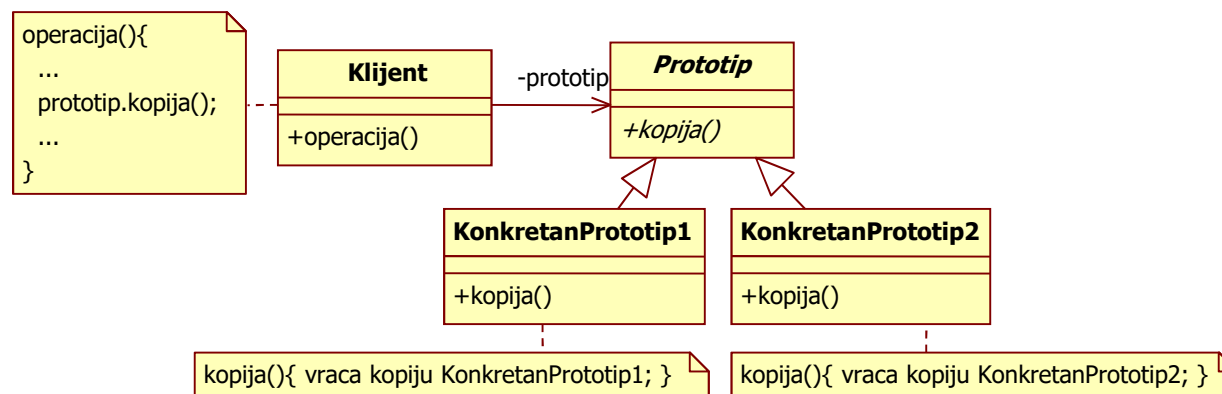 operacija(){
...
prototip.kopija();
...
}
Klijent
+operacija()
-prototip
Prototip
+kopija()
KonkretanPrototip1
+kopija()
KonkretanPrototip2
+kopija()
kopija(){ vraca kopiju KonkretanPrototip1; }
kopija(){ vraca kopiju KonkretanPrototip2; }